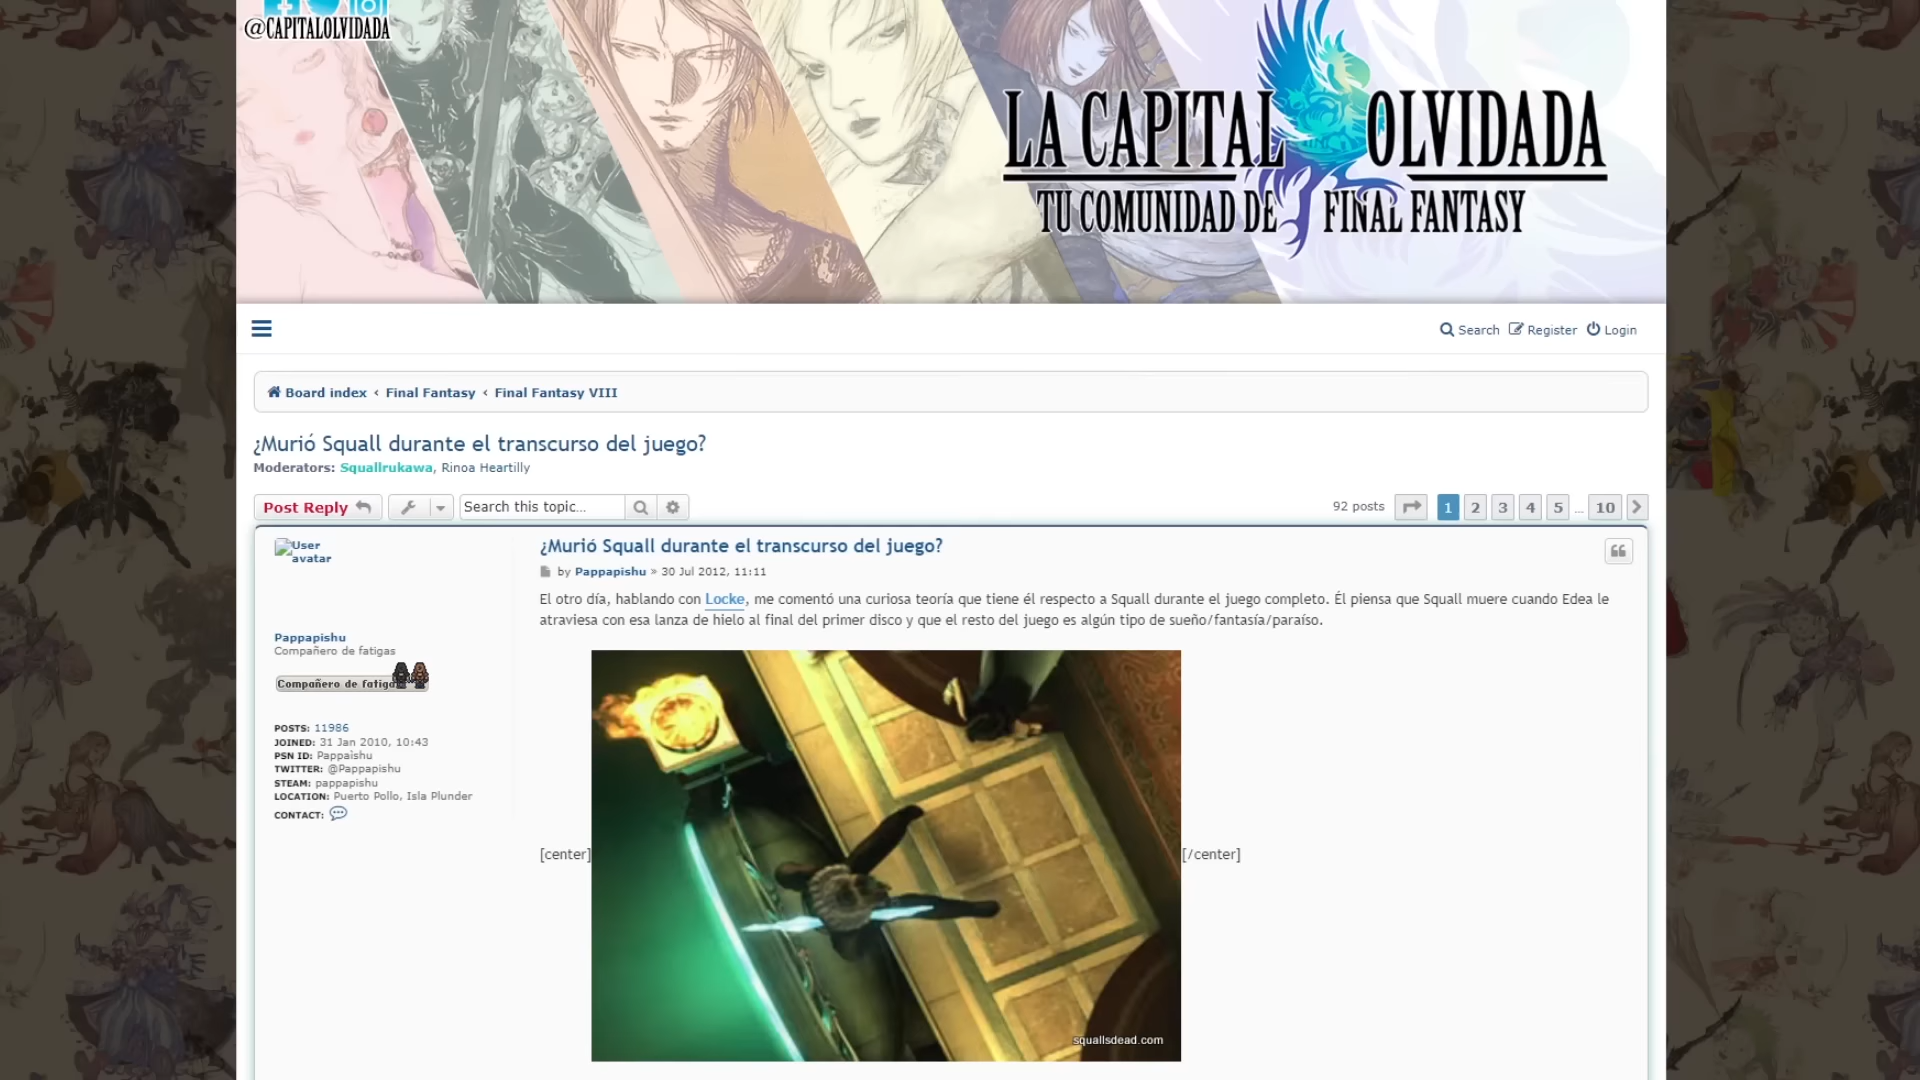 @CAPITALOLVIDADA
LA CAPITAL OLVIDADA
TU COMUNIDAD DE FINAL FANTASY
Search Register Login
Board index ‹ Final Fantasy ‹ Final Fantasy VIII
¿Murió Squall durante el transcurso del juego?
Moderators: Squallrukawa, Rinoa Heartilly
Post Reply Search this topic… 92 posts 1 2 3 4 5 … 10
User avatar
Pappapishu
Compañero de fatigas
Compañero de fatiga
POSTS: 11986
JOINED: 31 Jan 2010, 10:43
PSN ID: Pappaishu
TWITTER: @Pappapishu
STEAM: pappapishu
LOCATION: Puerto Pollo, Isla Plunder
CONTACT:
¿Murió Squall durante el transcurso del juego?
by Pappapishu » 30 Jul 2012, 11:11
El otro día, hablando con Locke, me comentó una curiosa teoría que tiene él respecto a Squall durante el juego completo. Él piensa que Squall muere cuando Edea le
atraviesa con esa lanza de hielo al final del primer disco y que el resto del juego es algún tipo de sueño/fantasía/paraíso.
[center] [/center]
squallsdead.com